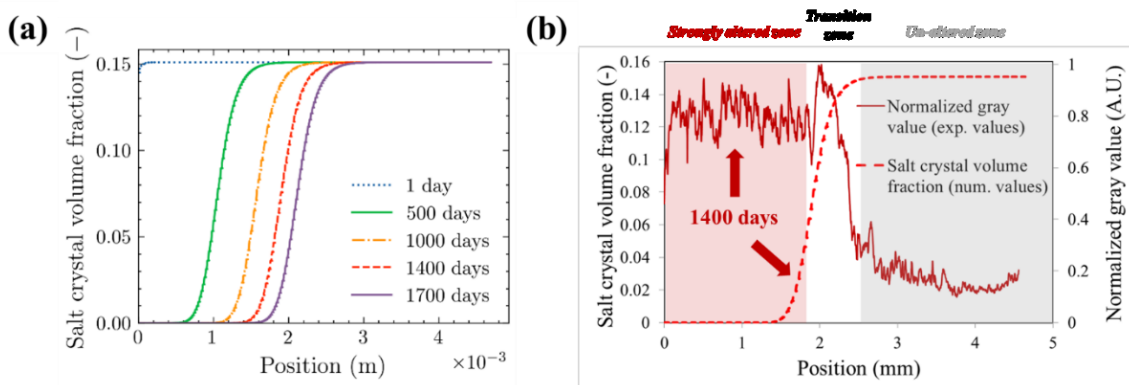 (a)
Salt crystal volume fraction (−)
0.15
0.10
0.05
0.00
0
1
2
3
4
×10⁻³
Position (m)
1 day
500 days
1000 days
1400 days
1700 days
(b)
Strongly altered zone
Transition
zone
Un-altered zone
Salt crystal volume fraction (-)
0.16
0.14
0.12
0.1
0.08
0.06
0.04
0.02
0
0
1
2
3
4
5
Position (mm)
1
0.8
0.6
0.4
0.2
0
Normalized gray value (A.U.)
Normalized gray
value (exp. values)
Salt crystal volume
fraction (num. values)
1400 days